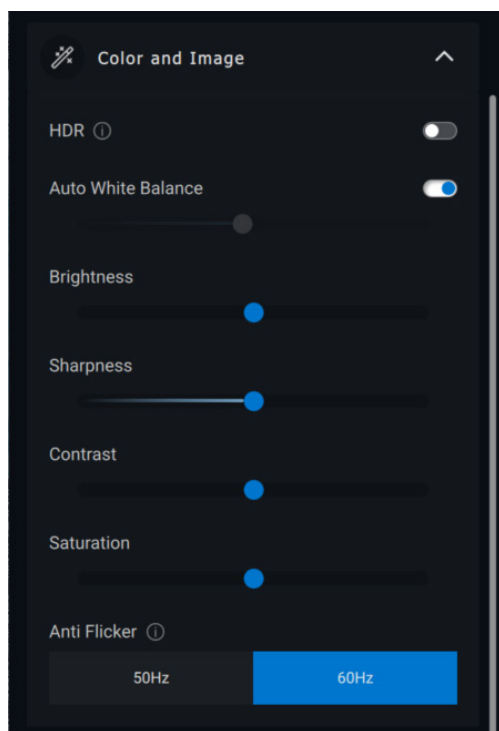 Color and Image
HDR
Auto White Balance
Brightness
Sharpness
Contrast
Saturation
Anti Flicker
50Hz 60Hz